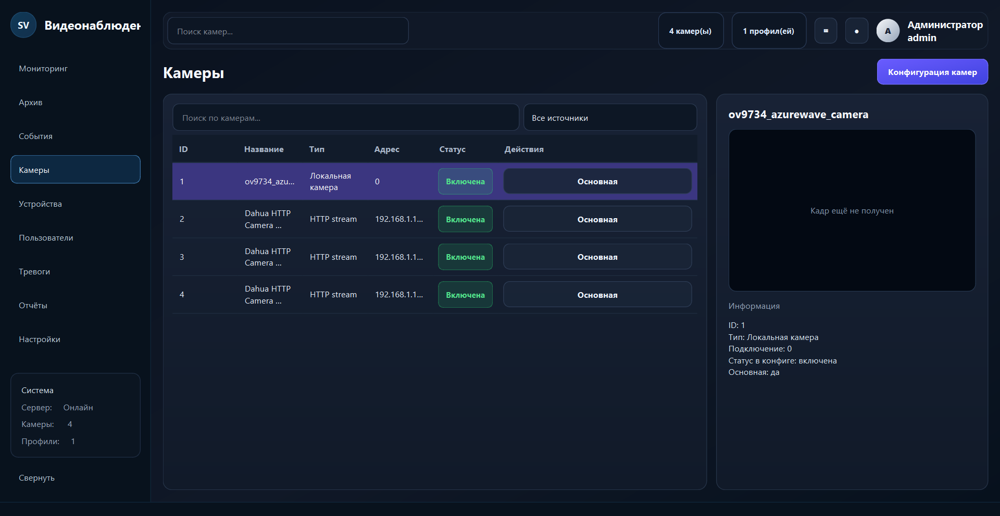 SV
Видеонаблюден
Мониторинг
Архив
События
Камеры
Устройства
Пользователи
Тревоги
Отчёты
Настройки
Система
Сервер: Онлайн
Камеры: 4
Профили: 1
Свернуть
Поиск камер...
4 камер(ы)
1 профил(ей)
A
Администратор
admin
Камеры
Конфигурация камер
Поиск по камерам...
Все источники
ID Название Тип Адрес Статус Действия
1 ov9734_azu... Локальная камера 0 Включена Основная
2 Dahua HTTP Camera ... HTTP stream 192.168.1.1... Включена Основная
3 Dahua HTTP Camera ... HTTP stream 192.168.1.1... Включена Основная
4 Dahua HTTP Camera ... HTTP stream 192.168.1.1... Включена Основная
ov9734_azurewave_camera
Кадр ещё не получен
Информация
ID: 1
Тип: Локальная камера
Подключение: 0
Статус в конфиге: включена
Основная: да